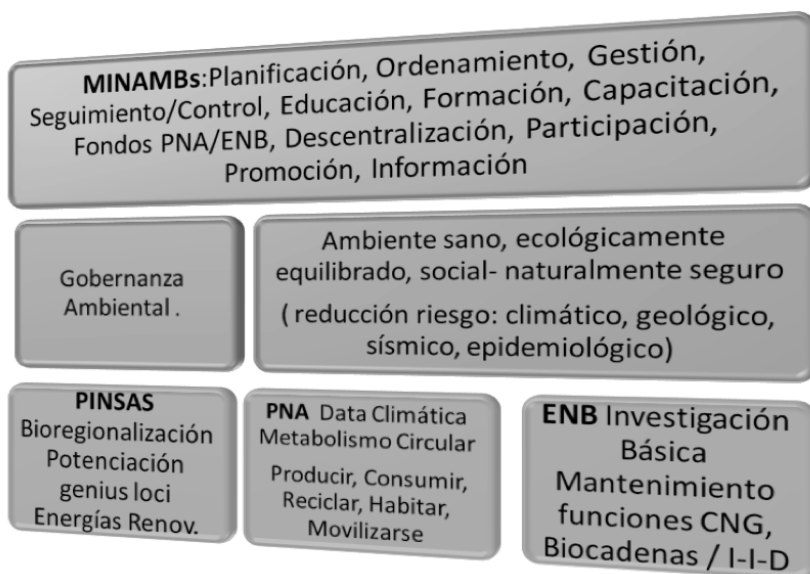 MINAMBs:Planificación, Ordenamiento, Gestión,
Seguimiento/Control, Educación, Formación, Capacitación,
Fondos PNA/ENB, Descentralización, Participación,
Promoción, Información
Gobernanza
Ambiental .
Ambiente sano, ecológicamente
equilibrado, social- naturalmente seguro
( reducción riesgo: climático, geológico,
sísmico, epidemiológico)
PINSAS
Bioregionalización
Potenciación
genius loci
Energías Renov.
PNA Data Climática
Metabolismo Circular
Producir, Consumir,
Reciclar, Habitar,
Movilizarse
ENB Investigación
Básica
Mantenimiento
funciones CNG,
Biocadenas / I-I-D